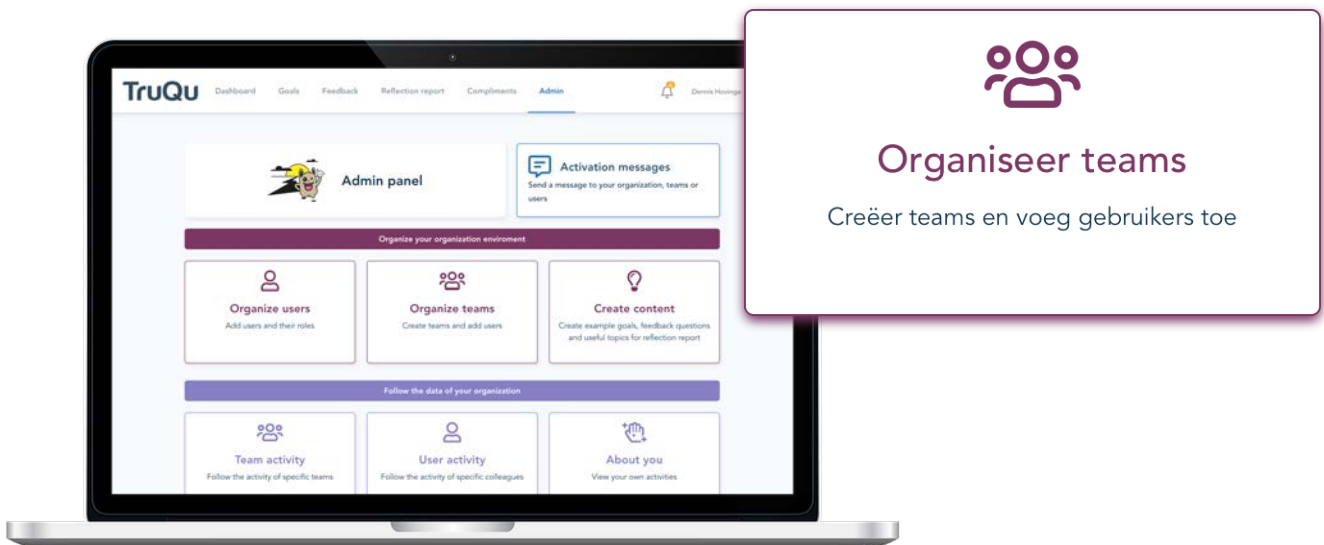 TruQu
Dashboard
Goals
Feedback
Reflection report
Compliments
Admin
Dennis Hovinga
Admin panel
Activation messages
Send a message to your organization, teams or
users
Organize your organization enviroment
Organize users
Add users and their roles
Organize teams
Create teams and add users
Create content
Create example goals, feedback questions
and useful topics for reflection report
Follow the data of your organization
Team activity
Follow the activity of specific teams
User activity
Follow the activity of specific colleagues
About you
View your own activities
Organiseer teams
Creëer teams en voeg gebruikers toe